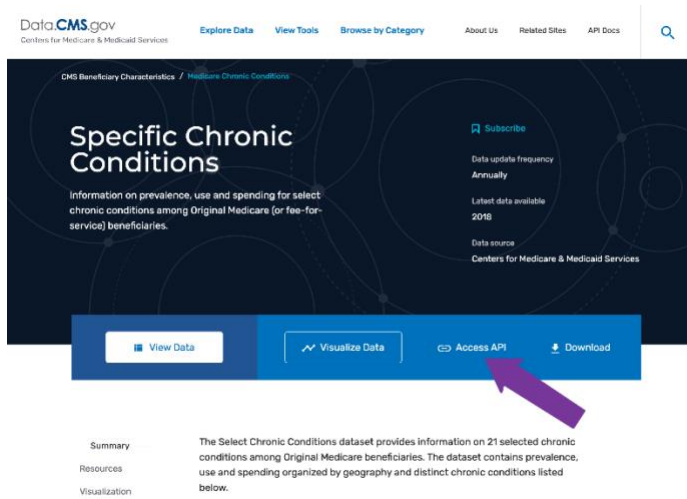 Data.CMS.gov
Centers for Medicare & Medicaid Services
Explore Data View Tools Browse by Category About Us Related Sites API Docs
CMS Beneficiary Characteristics / Medicare Chronic Conditions
Specific Chronic
Conditions
Information on prevalence, use and spending for select
chronic conditions among Original Medicare (or fee-for-
service) beneficiaries.
Subscribe
Data update frequency
Annually
Latest data available
2018
Data source
Centers for Medicare & Medicaid Services
View Data Visualize Data Access API Download
Summary
Resources
Visualization
The Select Chronic Conditions dataset provides information on 21 selected chronic
conditions among Original Medicare beneficiaries. The dataset contains prevalence,
use and spending organized by geography and distinct chronic conditions listed
below.